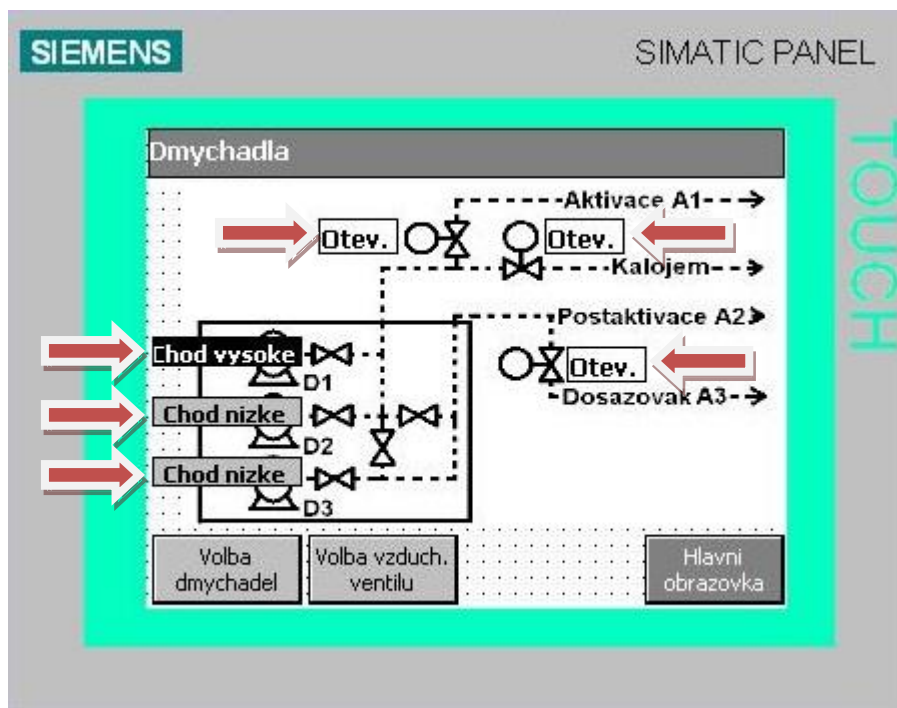 SIEMENS
SIMATIC PANEL
TOUCH
Dmychadla
Aktivace A1
Otev.
Otev.
Kalojem
Postaktivace A2
Chod vysoke
D1
Otev.
Dosazovak A3
Chod nizke
D2
Chod nizke
D3
Volba
dmychadel
Volba vzduch.
ventilu
Hlavni
obrazovka